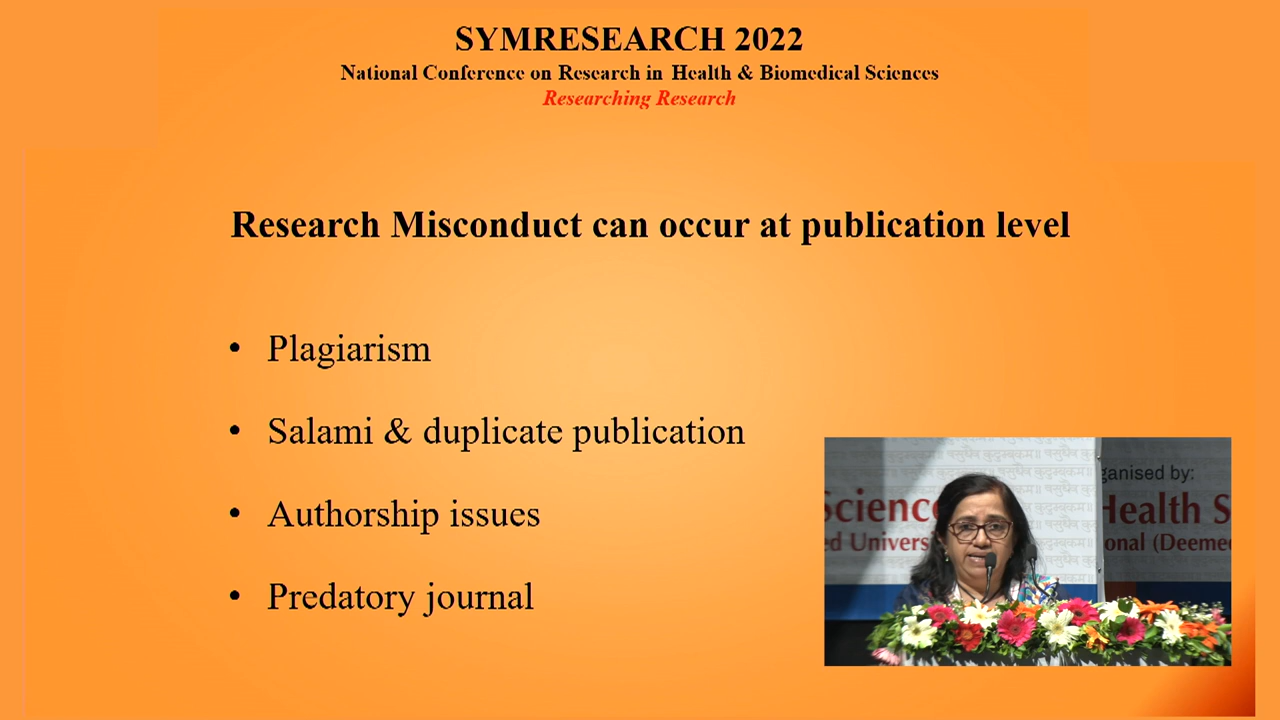 SYMRESEARCH 2022
National Conference on Research in Health & Biomedical Sciences
Researching Research
Research Misconduct can occur at publication level
• Plagiarism
• Salami & duplicate publication
• Authorship issues
• Predatory journal
ganised by:
Science
Health S
ed Univers
onal (Deemed